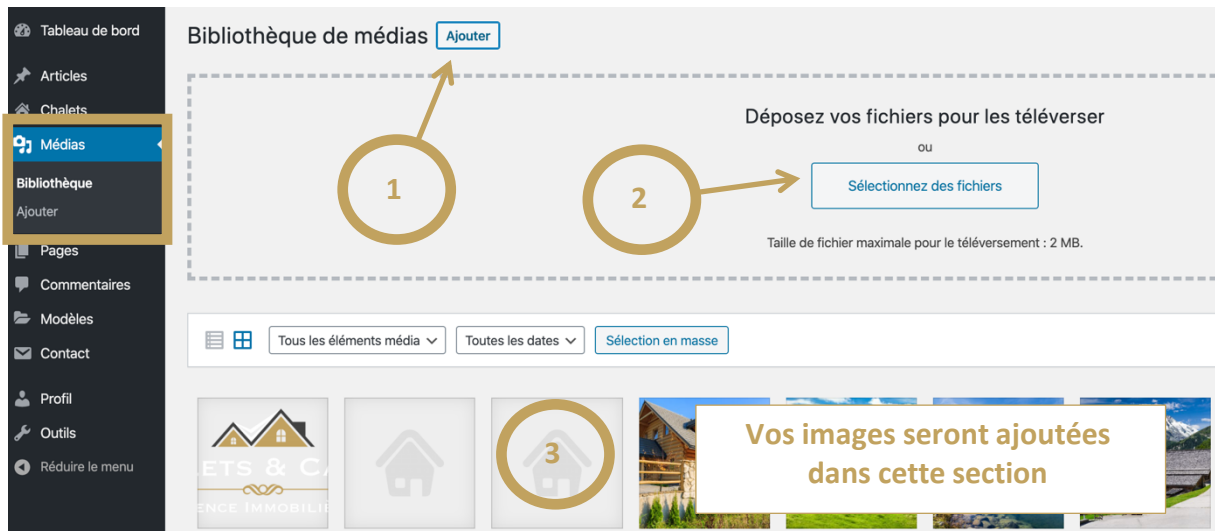 Tableau de bord
Articles
Chalets
Médias
Bibliothèque
Ajouter
Pages
Commentaires
Modèles
Contact
Profil
Outils
Réduire le menu
Bibliothèque de médias Ajouter
Déposez vos fichiers pour les téléverser
ou
Sélectionnez des fichiers
Taille de fichier maximale pour le téléversement : 2 MB.
1
2
Tous les éléments média Toutes les dates Sélection en masse
LETS & C
ENCE IMMOBILI
3
Vos images seront ajoutées
dans cette section